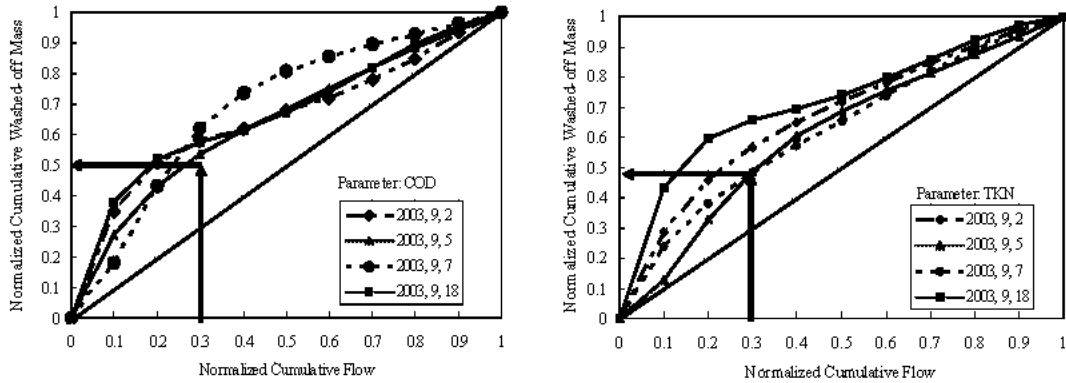 Normalized Cumulative Washed-off Mass
1
0.9
0.8
0.7
0.6
0.5
0.4
0.3
0.2
0.1
0
Parameter: COD
2003, 9, 2
2003, 9, 5
2003, 9, 7
2003, 9, 18
0 0.1 0.2 0.3 0.4 0.5 0.6 0.7 0.8 0.9 1
Normalized Cumulative Flow
Normalized Cumulative Washed-off Mass
1
0.9
0.8
0.7
0.6
0.5
0.4
0.3
0.2
0.1
0
Parameter: TKN
2003, 9, 2
2003, 9, 5
2003, 9, 7
2003, 9, 18
0 0.1 0.2 0.3 0.4 0.5 0.6 0.7 0.8 0.9 1
Normalized Cumulative Flow